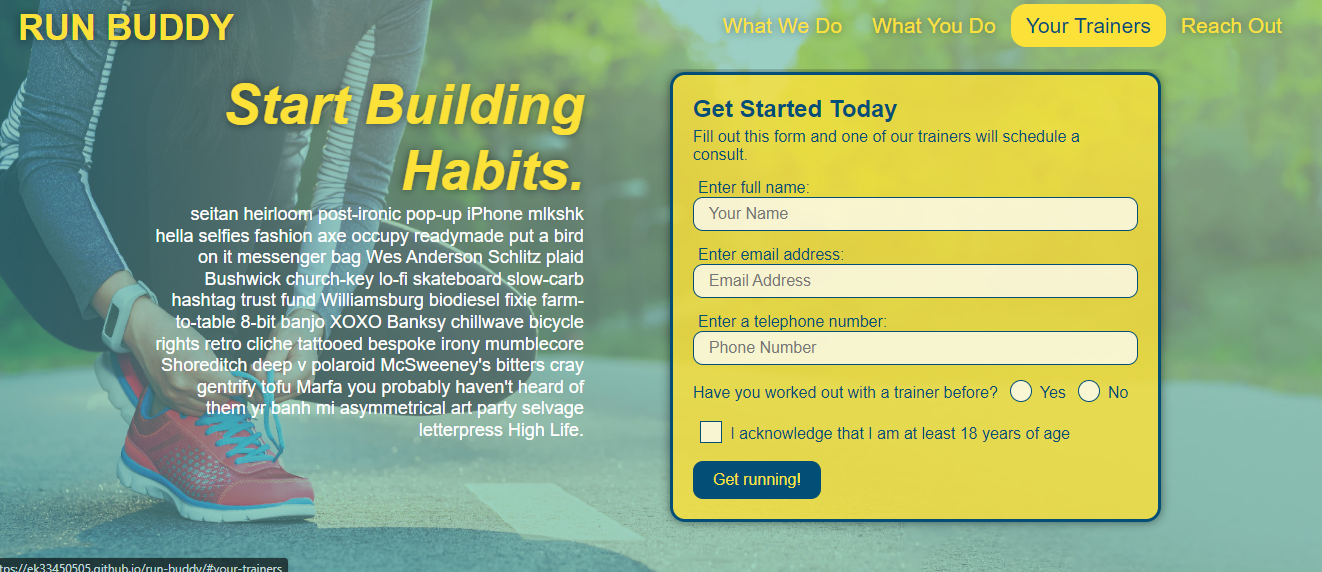 RUN BUDDY
What We Do
What You Do
Your Trainers
Reach Out
Start Building
Habits.
seitan heirloom post-ironic pop-up iPhone mlkshk
hella selfies fashion axe occupy readymade put a bird
on it messenger bag Wes Anderson Schlitz plaid
Bushwick church-key lo-fi skateboard slow-carb
hashtag trust fund Williamsburg biodiesel fixie farm-
to-table 8-bit banjo XOXO Banksy chillwave bicycle
rights retro cliche tattooed bespoke irony mumblecore
Shoreditch deep v polaroid McSweeney's bitters cray
gentrify tofu Marfa you probably haven't heard of
them yr banh mi asymmetrical art party selvage
letterpress High Life.
Get Started Today
Fill out this form and one of our trainers will schedule a
consult.
Enter full name:
Your Name
Enter email address:
Email Address
Enter a telephone number:
Phone Number
Have you worked out with a trainer before? Yes No
I acknowledge that I am at least 18 years of age
Get running!
tps://ek33450505.github.io/run-buddy/#your-trainers